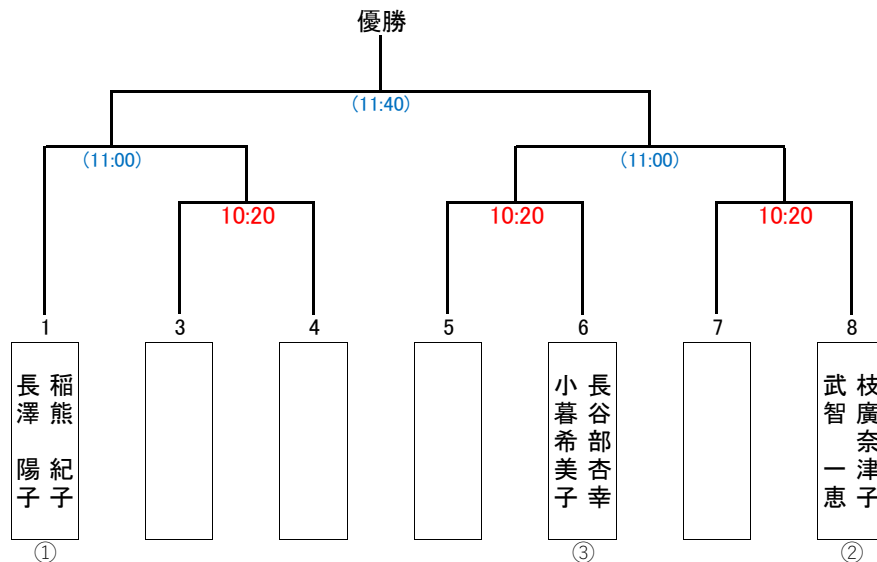 優勝
(11:40)
(11:00)
(11:00)
10:20
10:20
10:20
1
3
4
5
6
7
8
稲熊 紀子
長澤 陽子
長谷部杏幸
小暮希美子
枝廣奈津子
武智 一恵
①
③
②